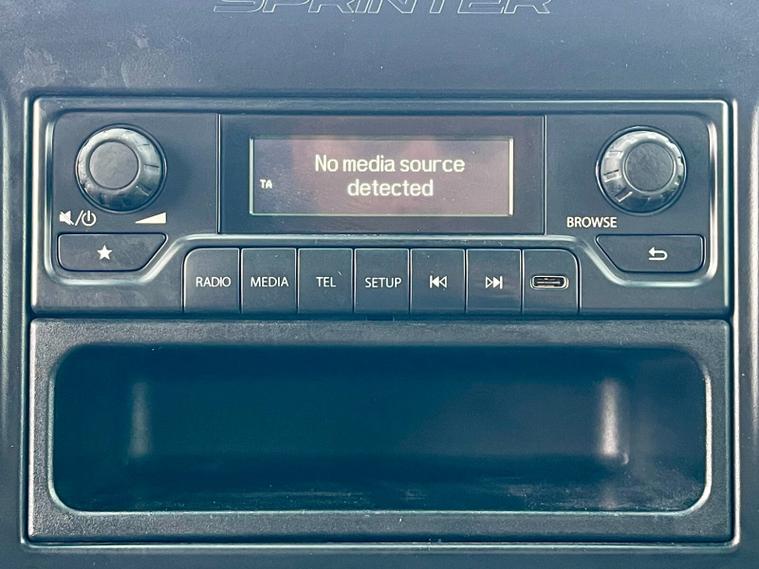 SPRINTER
No media source
TA
detected
BROWSE
RADIO MEDIA TEL SETUP